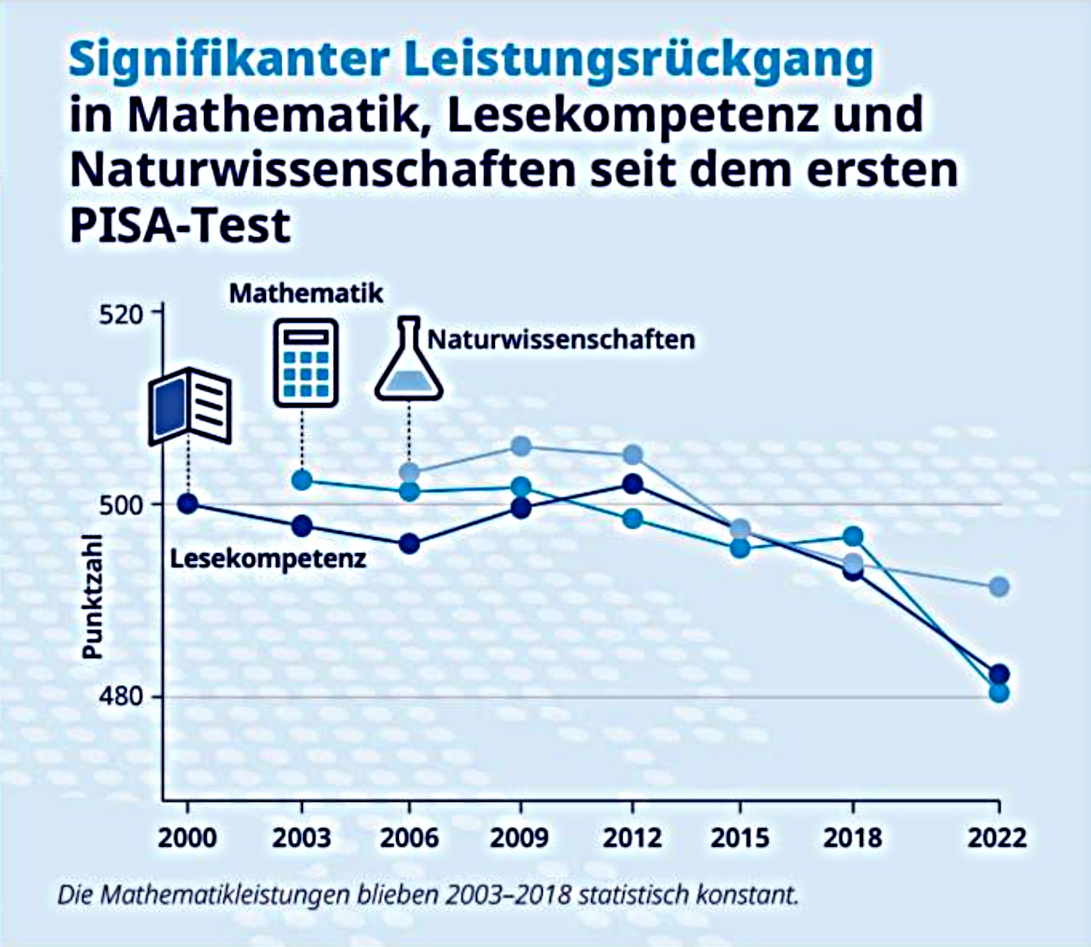 Signifikanter Leistungsrückgang
in Mathematik, Lesekompetenz und
Naturwissenschaften seit dem ersten
PISA-Test
Mathematik
Naturwissenschaften
520
500
480
Punktzahl
Lesekompetenz
2000 2003 2006 2009 2012 2015 2018 2022
Die Mathematikleistungen blieben 2003–2018 statistisch konstant.